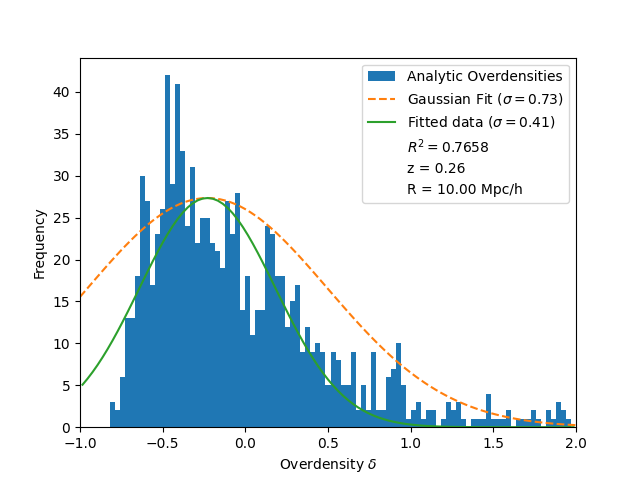 Analytic Overdensities
Gaussian Fit (σ = 0.73)
Fitted data (σ = 0.41)
R² = 0.7658
z = 0.26
R = 10.00 Mpc/h
Frequency
40
35
30
25
20
15
10
5
0
−1.0 −0.5 0.0 0.5 1.0 1.5 2.0
Overdensity δ